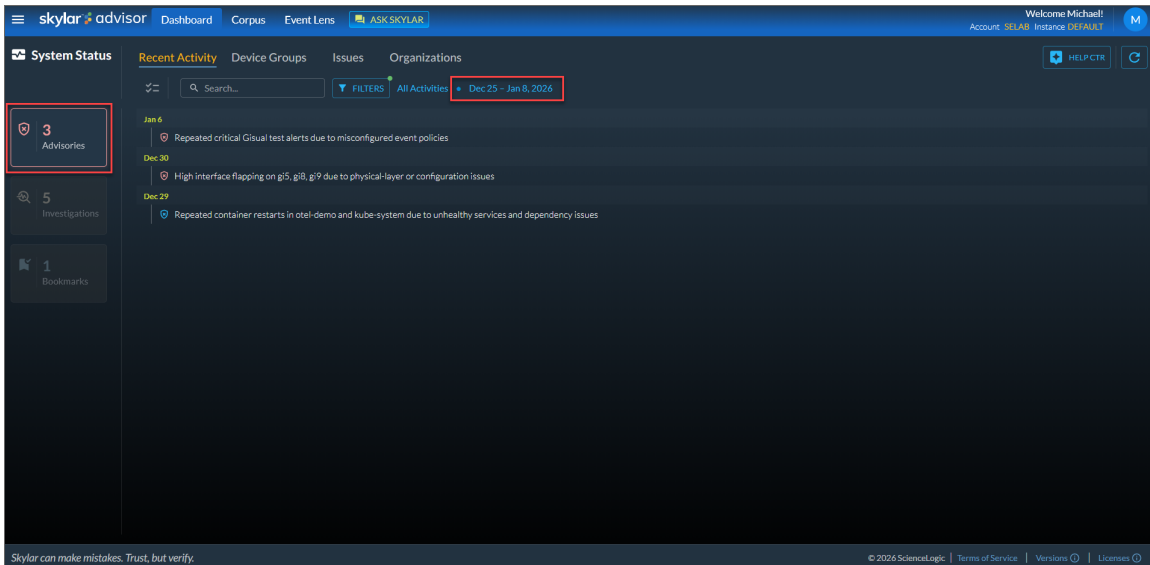 skylar advisor Dashboard Corpus Event Lens ASK SKYLAR
Welcome Michael!
Account SELAB Instance DEFAULT
M
System Status
Recent Activity Device Groups Issues Organizations
HELP CTR
Search...
FILTERS
All Activities • Dec 25 – Jan 8, 2026
3
Advisories
5
Investigations
1
Bookmarks
Jan 6
Repeated critical Gisual test alerts due to misconfigured event policies
Dec 30
High interface flapping on gi5, gi8, gi9 due to physical-layer or configuration issues
Dec 29
Repeated container restarts in otel-demo and kube-system due to unhealthy services and dependency issues
Skylar can make mistakes. Trust, but verify.
© 2026 ScienceLogic | Terms of Service | Versions | Licenses